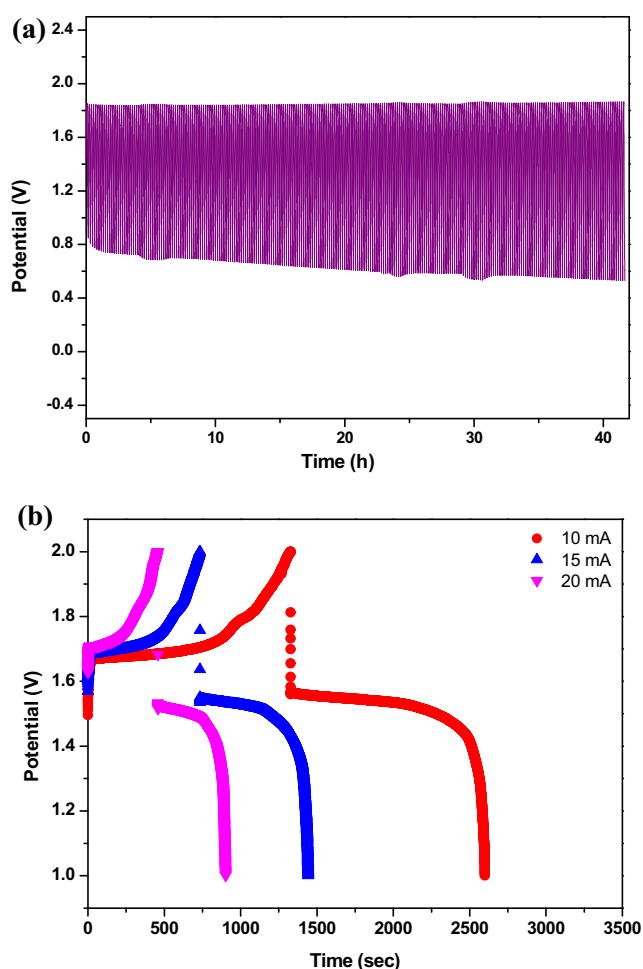 (a)
2.4
2.0
1.6
1.2
0.8
0.4
0.0
-0.4
Potential (V)
0 10 20 30 40
Time (h)
(b)
2.0
1.8
1.6
1.4
1.2
1.0
Potential (V)
10 mA
15 mA
20 mA
0 500 1000 1500 2000 2500 3000 3500
Time (sec)